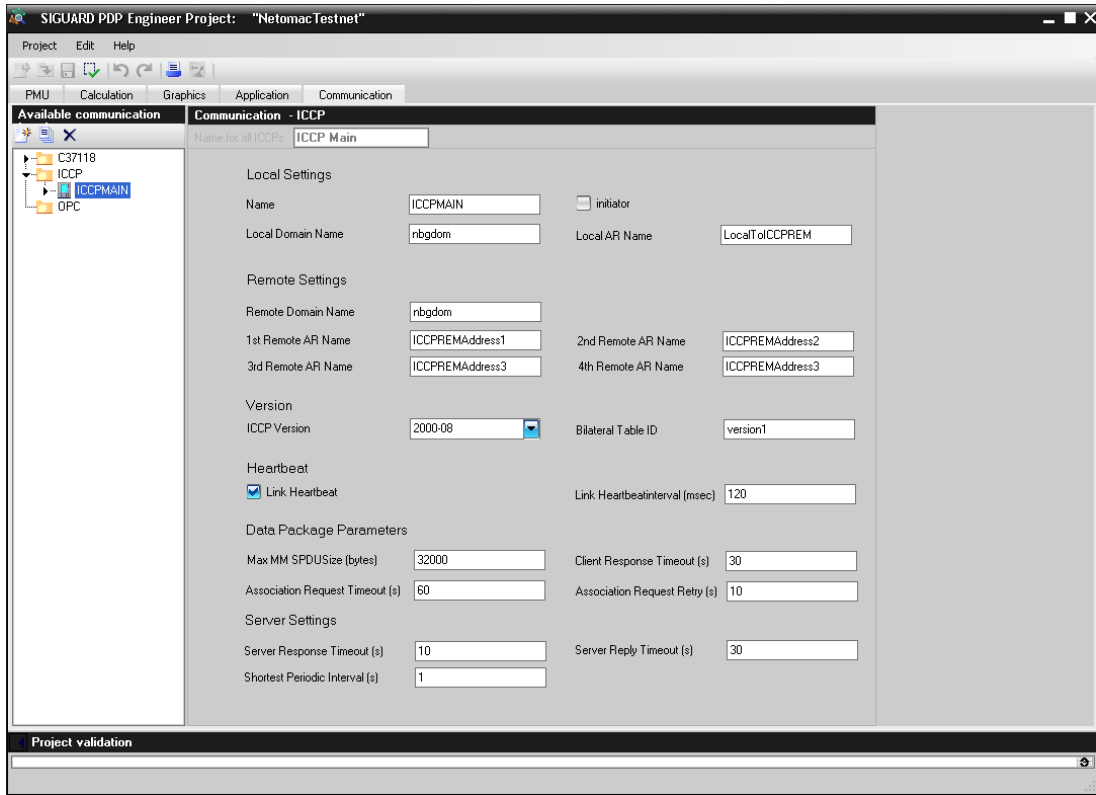 SIGUARD PDP Engineer Project: "NetomacTestnet"
Project Edit Help
PMU Calculation Graphics Application Communication
Available communication
C37118
ICCP
ICCPMAIN
OPC
Communication - ICCP
Name for all ICCPs ICCP Main
Local Settings
Name ICCPMAIN initiator
Local Domain Name nbgdom Local AR Name LocalToICCPREM
Remote Settings
Remote Domain Name nbgdom
1st Remote AR Name ICCPREMAddress1 2nd Remote AR Name ICCPREMAddress2
3rd Remote AR Name ICCPREMAddress3 4th Remote AR Name ICCPREMAddress3
Version
ICCP Version 2000-08 Bilateral Table ID version1
Heartbeat
Link Heartbeat Link Heartbeatinterval (msec) 120
Data Package Parameters
Max MM SPDUSize (bytes) 32000 Client Response Timeout (s) 30
Association Request Timeout (s) 60 Association Request Retry (s) 10
Server Settings
Server Response Timeout (s) 10 Server Reply Timeout (s) 30
Shortest Periodic Interval (s) 1
Project validation